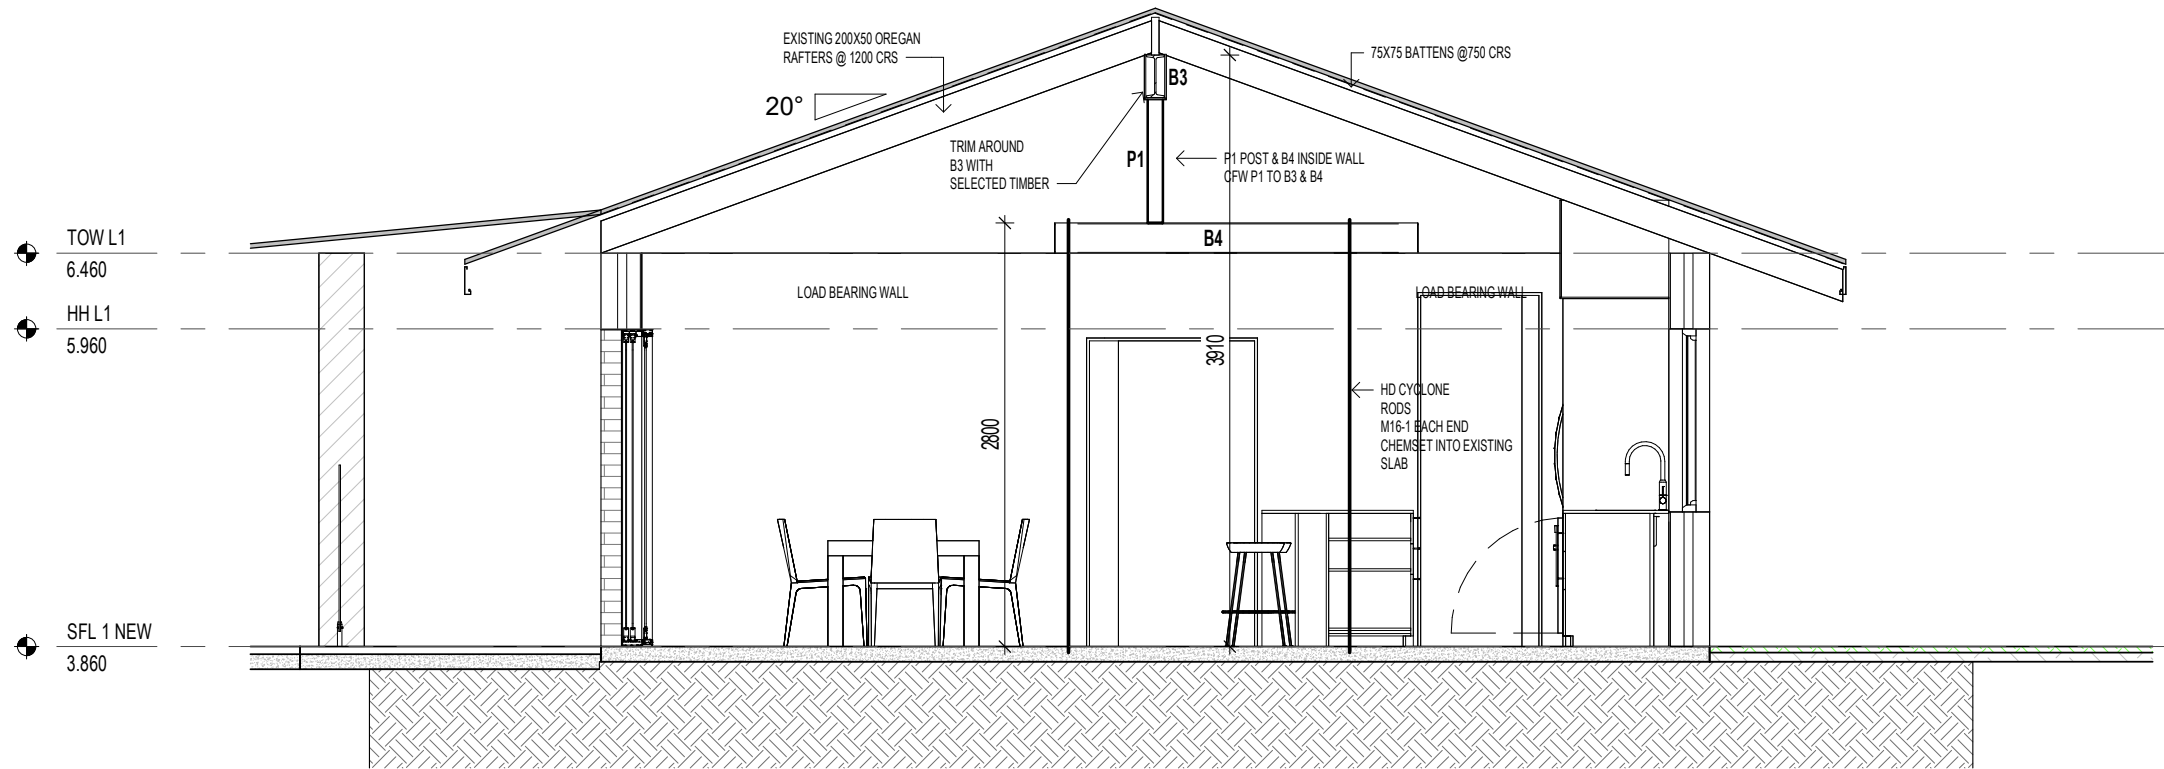 EXISTING 200X50 OREGAN
RAFTERS @ 1200 CRS
75X75 BATTENS @750 CRS
B3
20°
TRIM AROUND
B3 WITH
SELECTED TIMBER
P1
P1 POST & B4 INSIDE WALL
CFW P1 TO B3 & B4
TOW L1
6.460
B4
LOAD BEARING WALL
LOAD BEARING WALL
HH L1
5.960
3910
2800
HD CYCLONE
RODS
M16-1 EACH END
CHEMSET INTO EXISTING
SLAB
SFL 1 NEW
3.860